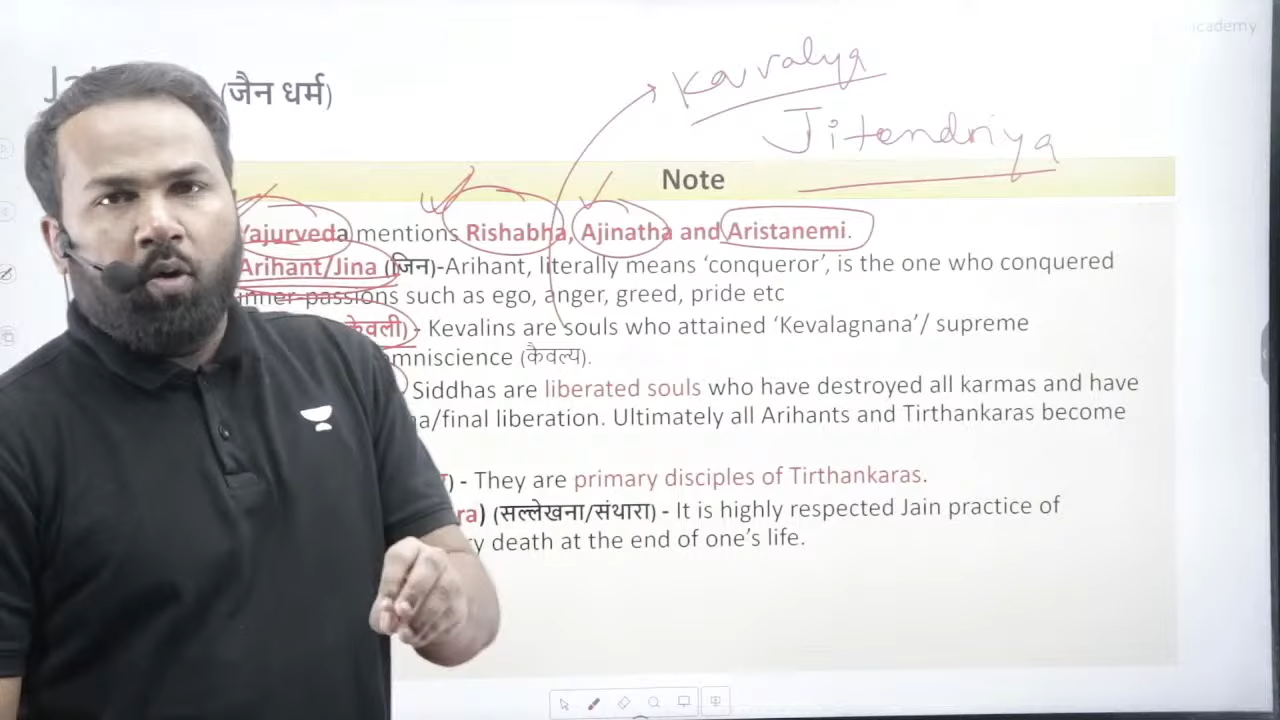 academy
Kaivalya
(जैन धर्म)
Jitendriya
Note
Yajurveda mentions Rishabha, Ajinatha and Aristanemi.
Arihant/Jina (जिन)-Arihant, literally means ‘conqueror’, is the one who conquered
inner-passions such as ego, anger, greed, pride etc
केवली) - Kevalins are souls who attained ‘Kevalagnana’/ supreme
omniscience (कैवल्य).
) Siddhas are liberated souls who have destroyed all karmas and have
na/final liberation. Ultimately all Arihants and Tirthankaras become
) - They are primary disciples of Tirthankaras.
ra) (सल्लेखना/संथारा) - It is highly respected Jain practice of
ry death at the end of one’s life.